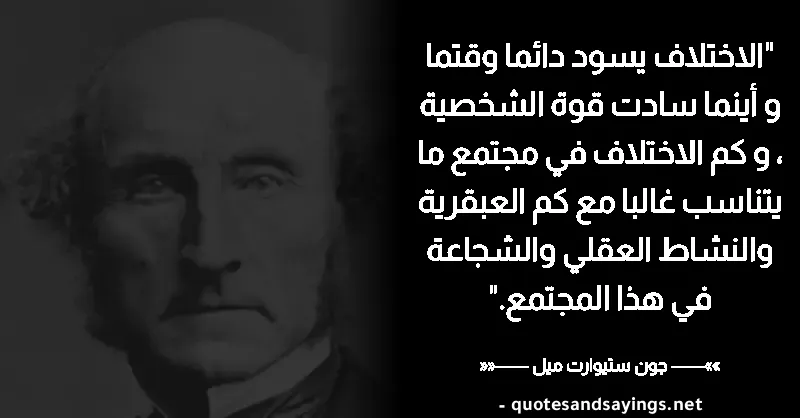 "الاختلاف يسود دائما وقتما
و أينما سادت قوة الشخصية
، و كم الاختلاف في مجتمع ما
يتناسب غالبا مع كم العبقرية
والنشاط العقلي والشجاعة
في هذا المجتمع."
»»—— جون ستيوارت ميل ——««
- quotesandsayings.net